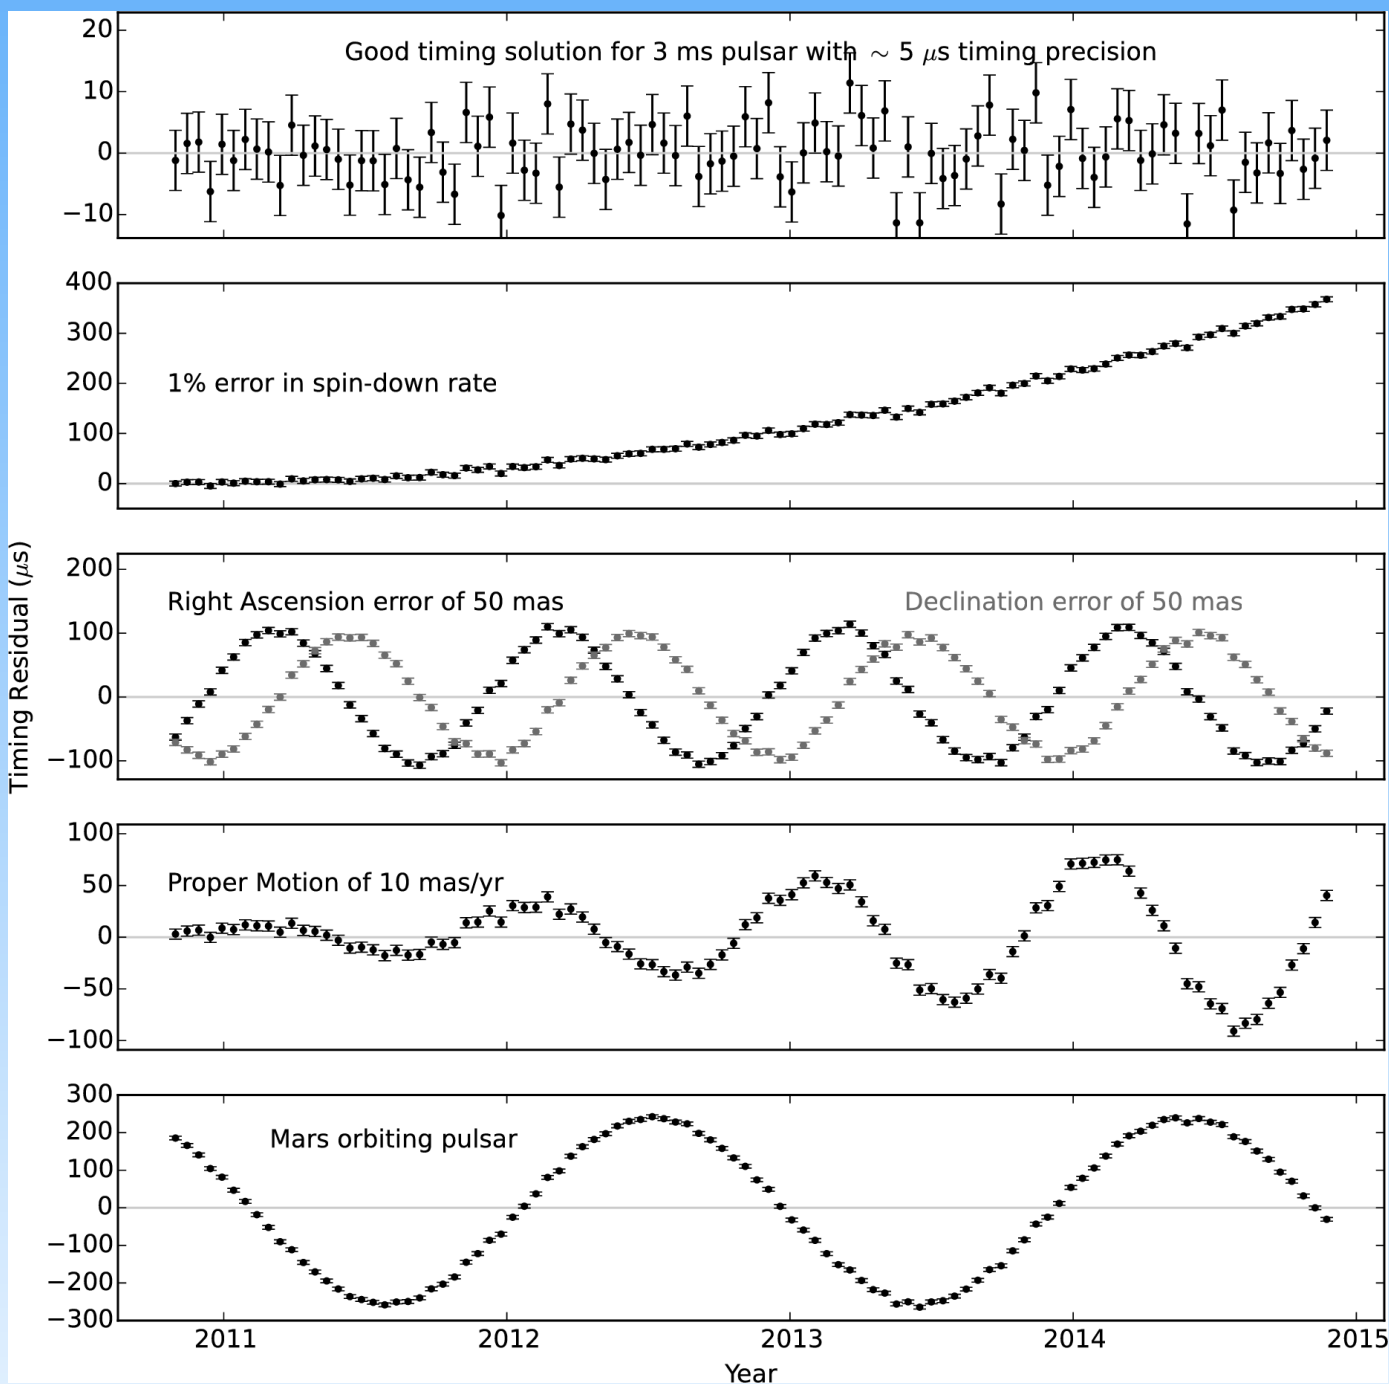 Good timing solution for 3 ms pulsar with ~ 5 μs timing precision
20
10
0
−10
1% error in spin-down rate
400
300
200
100
0
Timing Residual (μs)
Right Ascension error of 50 mas
Declination error of 50 mas
200
100
0
−100
Proper Motion of 10 mas/yr
100
50
0
−50
−100
Mars orbiting pulsar
300
200
100
0
−100
−200
−300
2011 2012 2013 2014 2015
Year